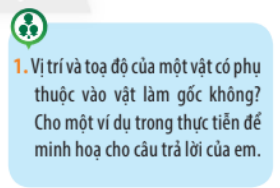 1. Vị trí và toạ độ của một vật có phụ
thuộc vào vật làm gốc không?
Cho một ví dụ trong thực tiễn để
minh hoạ cho câu trả lời của em.